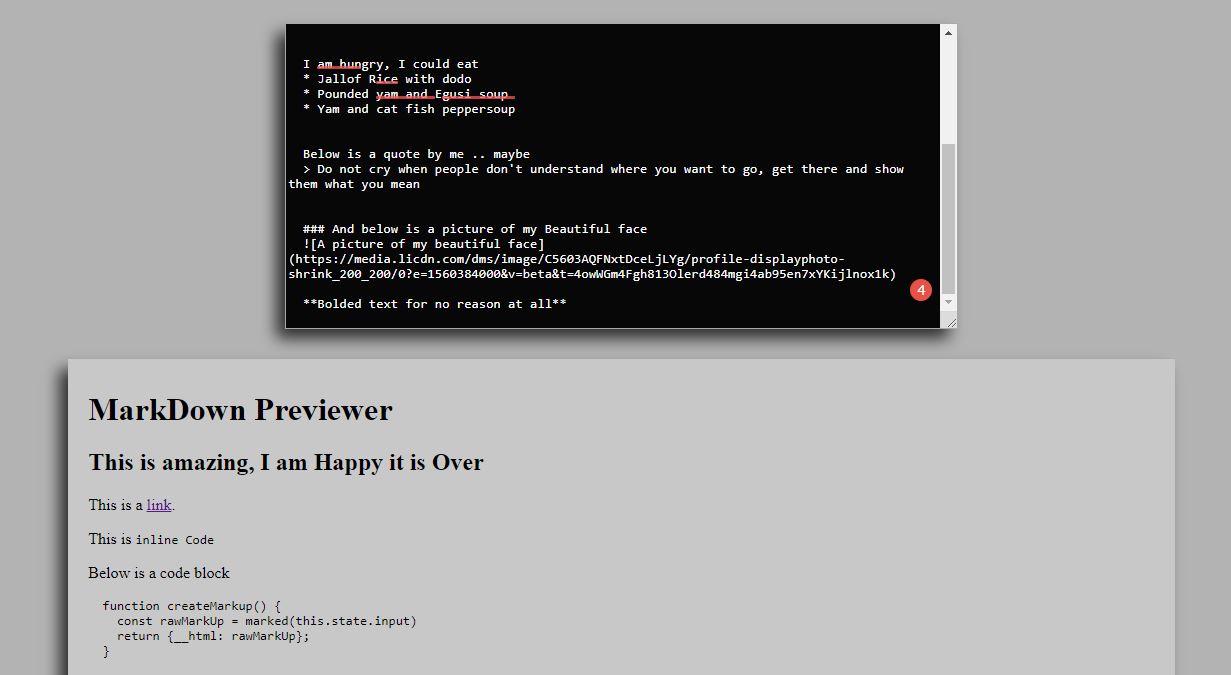 I am hungry, I could eat
* Jallof Rice with dodo
* Pounded yam and Egusi soup
* Yam and cat fish peppersoup
Below is a quote by me .. maybe
> Do not cry when people don't understand where you want to go, get there and show
them what you mean
### And below is a picture of my Beautiful face
![A picture of my beautiful face]
(https://media.licdn.com/dms/image/C5603AQFNxtDceLjLYg/profile-displayphoto-
shrink_200_200/0?e=1560384000&v=beta&t=4owWGm4Fgh813Olerd484mgi4ab95en7xYKijlnox1k)
4
**Bolded text for no reason at all**
MarkDown Previewer
This is amazing, I am Happy it is Over
This is a link.
This is inline Code
Below is a code block
function createMarkup() {
const rawMarkUp = marked(this.state.input)
return {__html: rawMarkUp};
}